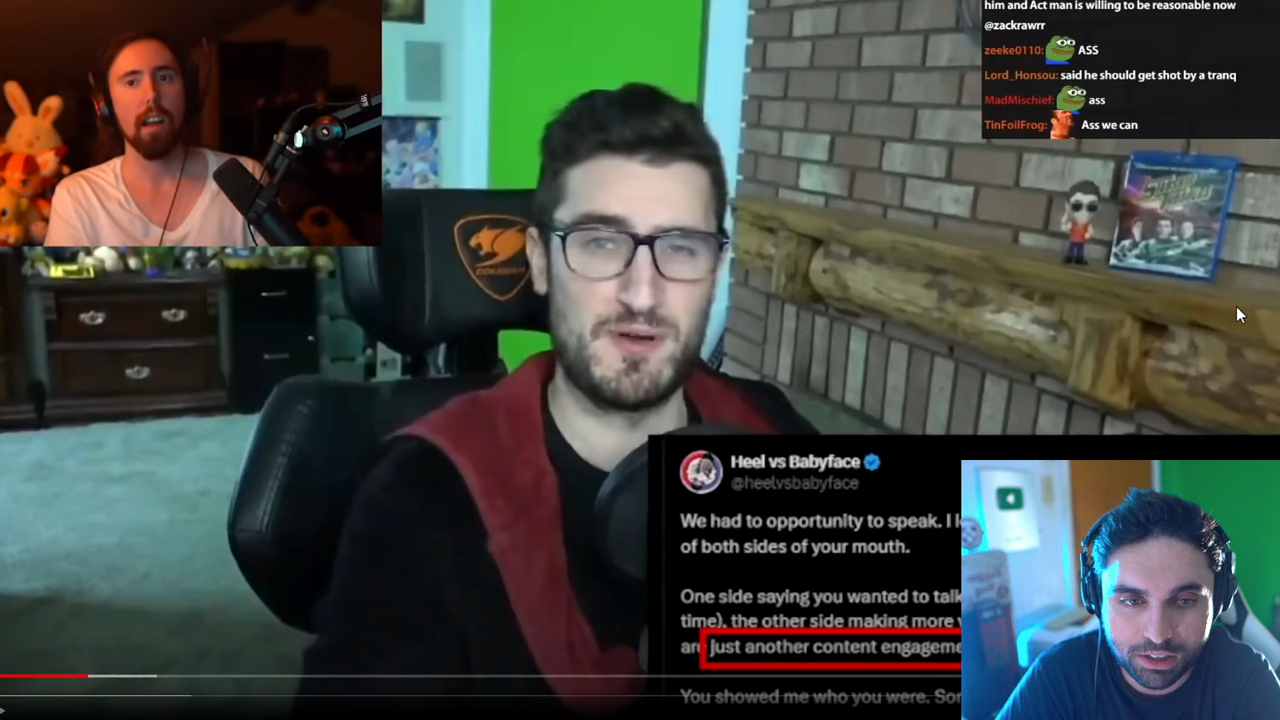 him and Act man is willing to be reasonable now
@zackrawrr
zeeke0110: ASS
Lord_Honsou: said he should get shot by a tranq
MadMischief: ass
TinFoilFrog: Ass we can
COUGAR
Heel vs Babyface
@heelvsbabyface
We had to opportunity to speak. I
of both sides of your mouth.
One side saying you wanted to talk
time), the other side making more
are just another content engageme
You showed me who you were.